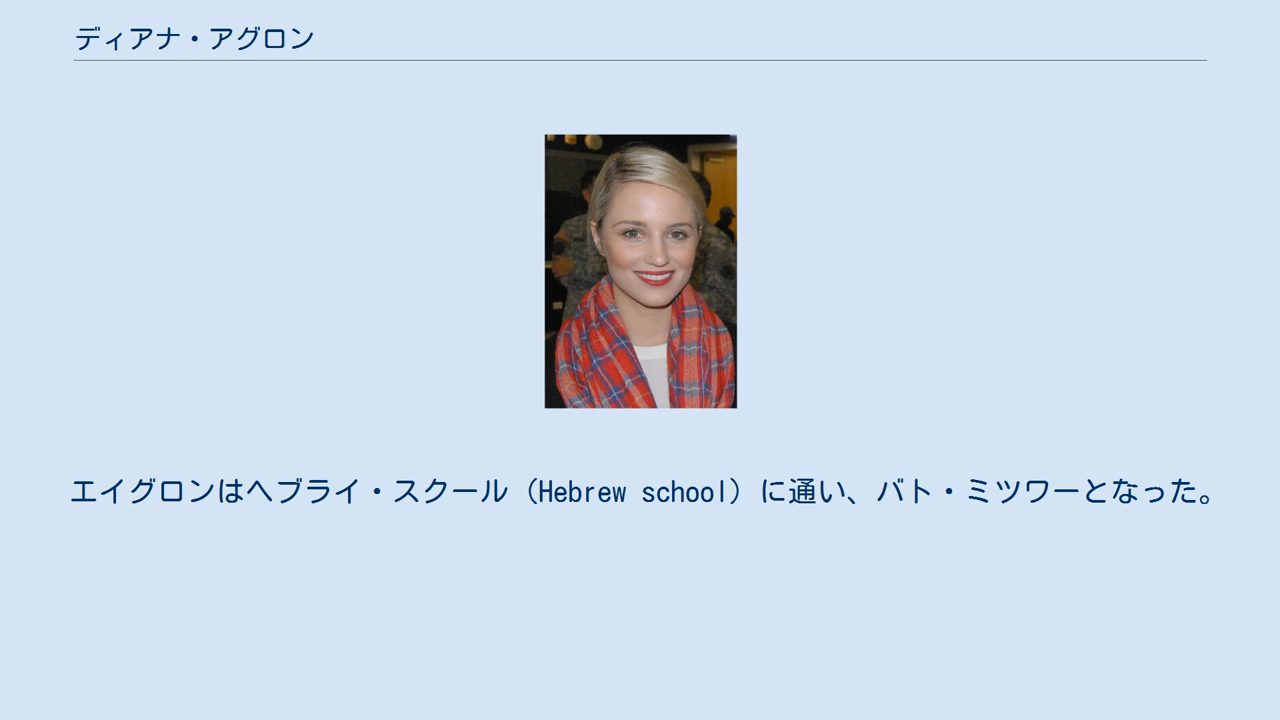 ディアナ・アグロン
エイグロンはヘブライ・スクール（Hebrew school）に通い、バト・ミツワーとなった。